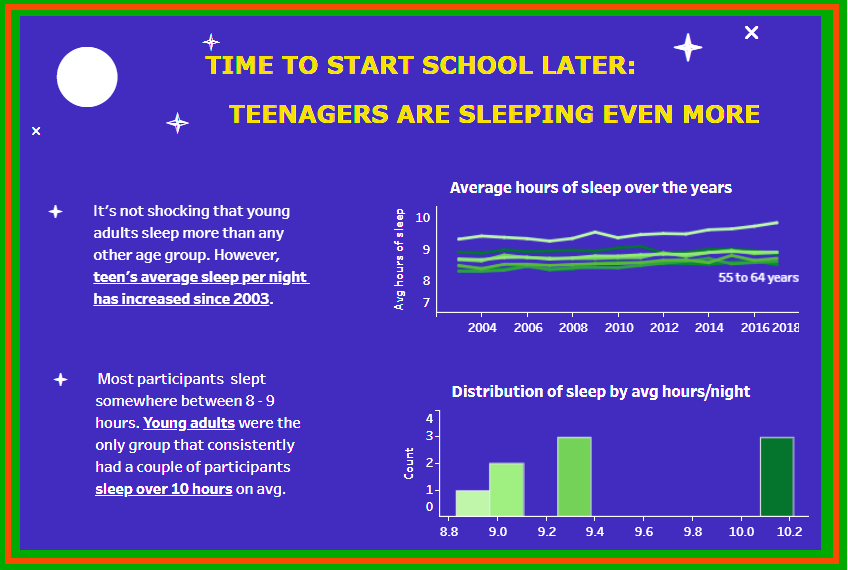 TIME TO START SCHOOL LATER:
TEENAGERS ARE SLEEPING EVEN MORE
It's not shocking that young
adults sleep more than any
other age group. However,
teen's average sleep per night
has increased since 2003.
Average hours of sleep over the years
Avg hours of sleep
10
9
8
7
55 to 64 years
2004 2006 2008 2010 2012 2014 2016 2018
Most participants slept
somewhere between 8 - 9
hours. Young adults were the
only group that consistently
had a couple of participants
sleep over 10 hours on avg.
Distribution of sleep by avg hours/night
Count
4
3
2
1
0
8.8 9.0 9.2 9.4 9.6 9.8 10.0 10.2